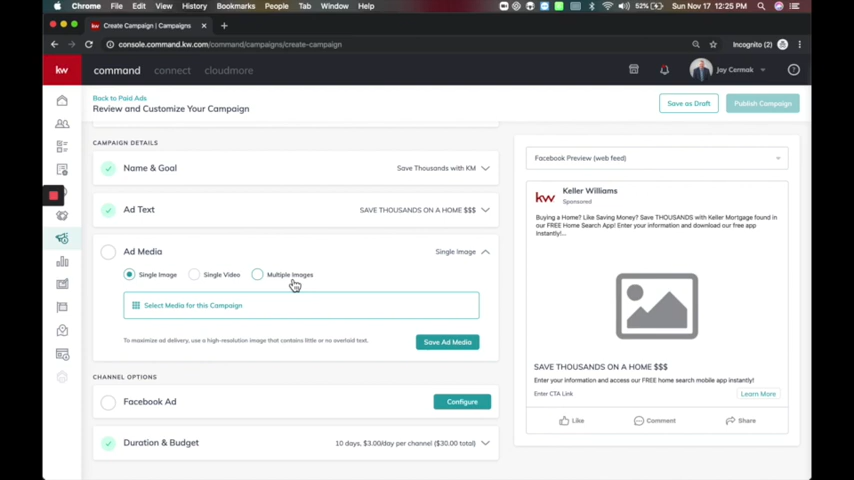 Chrome File Edit View History Bookmarks People Tab Window Help 52% Sun Nov 17 12:25 PM
kw Create Campaign | Campaigns
console.command.kw.com/command/campaigns/create-campaign Incognito (2)
kw command connect cloudmore Jay Cermak
Back to Paid Ads
Review and Customize Your Campaign
Save as Draft Publish Campaign
CAMPAIGN DETAILS
Name & Goal Save Thousands with KM
Ad Text SAVE THOUSANDS ON A HOME $$$
Ad Media Single Image
Single Image Single Video Multiple Images
Select Media for this Campaign
To maximize ad delivery, use a high-resolution image that contains little or no overlaid text.
Save Ad Media
CHANNEL OPTIONS
Facebook Ad Configure
Duration & Budget 10 days, $3.00/day per channel ($30.00 total)
Facebook Preview (web feed)
kw Keller Williams
Sponsored
Buying a Home? Like Saving Money? Save THOUSANDS with Keller Mortgage found in
our FREE Home Search App! Enter your information and download our free app
instantly!...
SAVE THOUSANDS ON A HOME $$$
Enter your information and access our FREE home search mobile app instantly!
Enter CTA Link Learn More
Like Comment Share